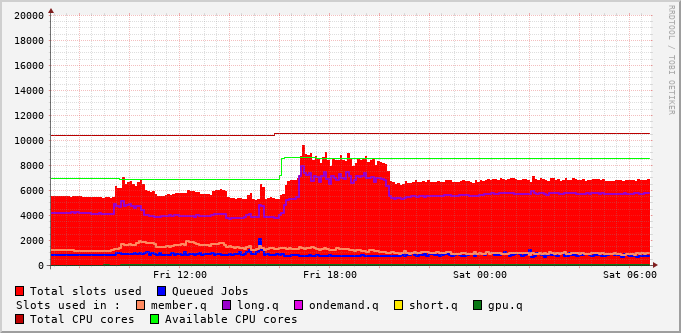 20000
18000
16000
14000
12000
10000
8000
6000
4000
2000
0
Fri 12:00 Fri 18:00 Sat 00:00 Sat 06:00
Total slots used Queued Jobs
Slots used in : member.q long.q ondemand.q short.q gpu.q
Total CPU cores Available CPU cores
RRDTOOL / TOBI OETIKER